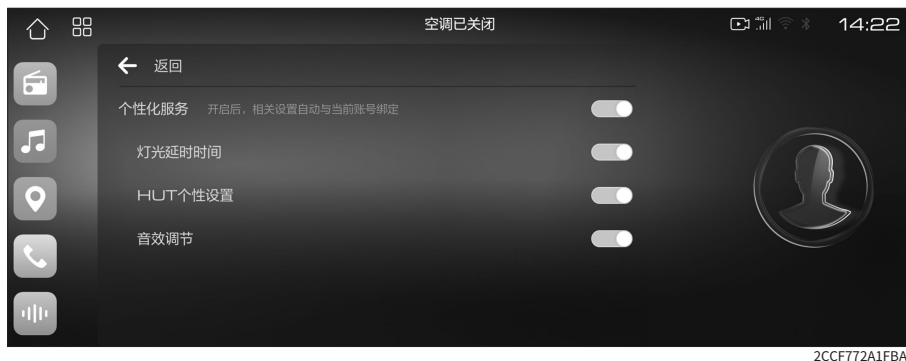 空调已关闭
4G
14:22
返回
个性化服务 开启后，相关设置自动与当前账号绑定
灯光延时时间
HUT个性设置
音效调节
2CCF772A1FBA